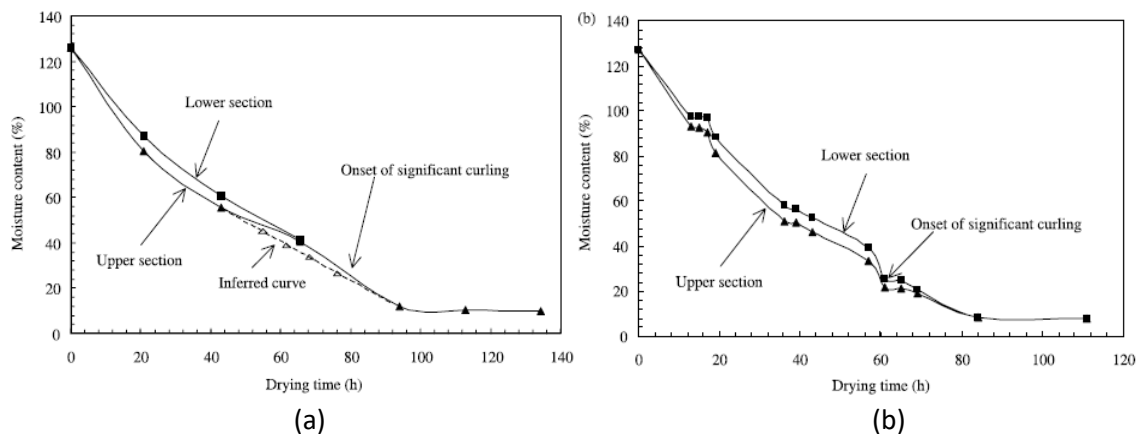 140
120
100
80
60
40
20
0
Moisture content (%)
Lower section
Onset of significant curling
Upper section
Inferred curve
0 20 40 60 80 100 120 140
Drying time (h)
(a)
(b)
140
120
100
80
60
40
20
0
Moisture content (%)
Lower section
Onset of significant curling
Upper section
0 20 40 60 80 100 120
Drying time (h)
(b)